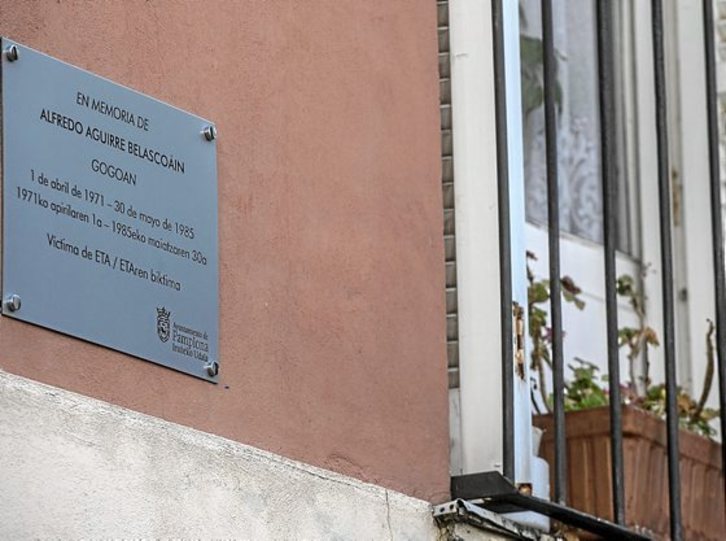 EN MEMORIA DE
ALFREDO AGUIRRE BELASCOÁIN
GOGOAN
1 de abril de 1971 – 30 de mayo de 1985
1971ko apirilaren 1a – 1985eko maiatzaren 30a
Víctima de ETA / ETAren biktima
Ayuntamiento de
Pamplona
Iruñeko Udala